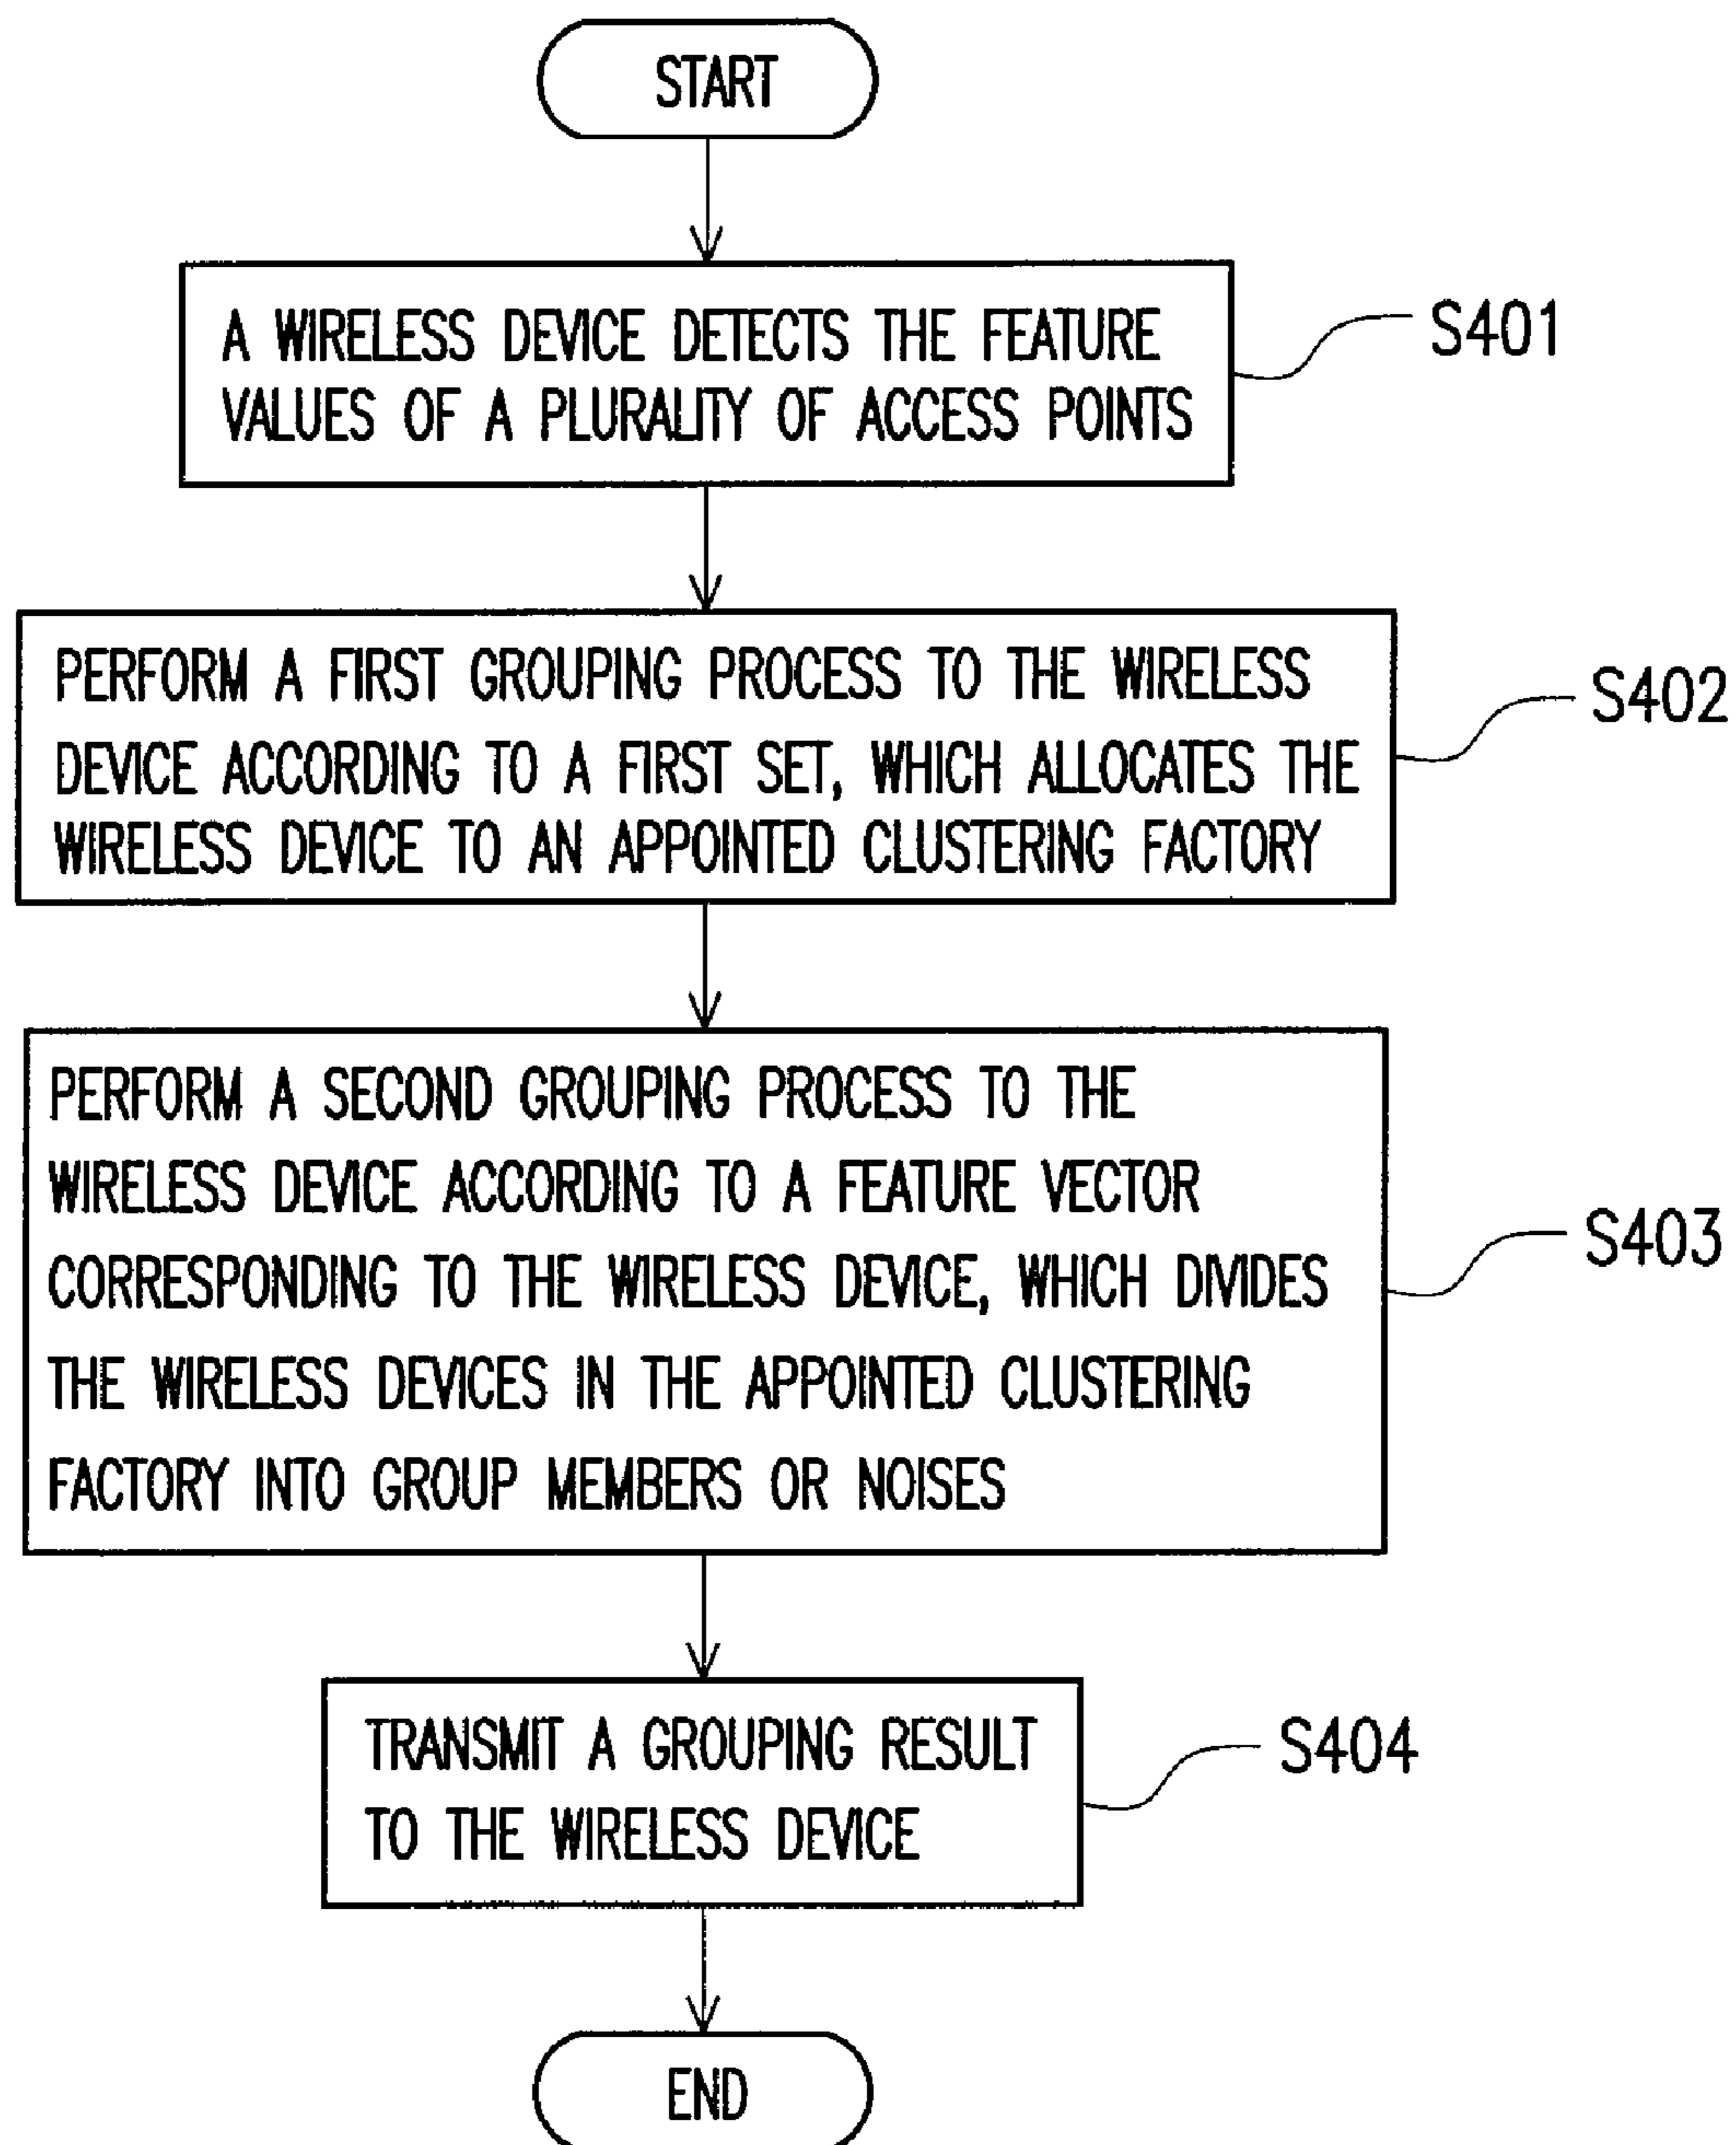 START
A WIRELESS DEVICE DETECTS THE FEATURE
VALUES OF A PLURALITY OF ACCESS POINTS
S401
PERFORM A FIRST GROUPING PROCESS TO THE WIRELESS
DEVICE ACCORDING TO A FIRST SET, WHICH ALLOCATES THE
WIRELESS DEVICE TO AN APPOINTED CLUSTERING FACTORY
S402
PERFORM A SECOND GROUPING PROCESS TO THE
WIRELESS DEVICE ACCORDING TO A FEATURE VECTOR
CORRESPONDING TO THE WIRELESS DEVICE, WHICH DIVIDES
THE WIRELESS DEVICES IN THE APPOINTED CLUSTERING
FACTORY INTO GROUP MEMBERS OR NOISES
S403
TRANSMIT A GROUPING RESULT
TO THE WIRELESS DEVICE
S404
END